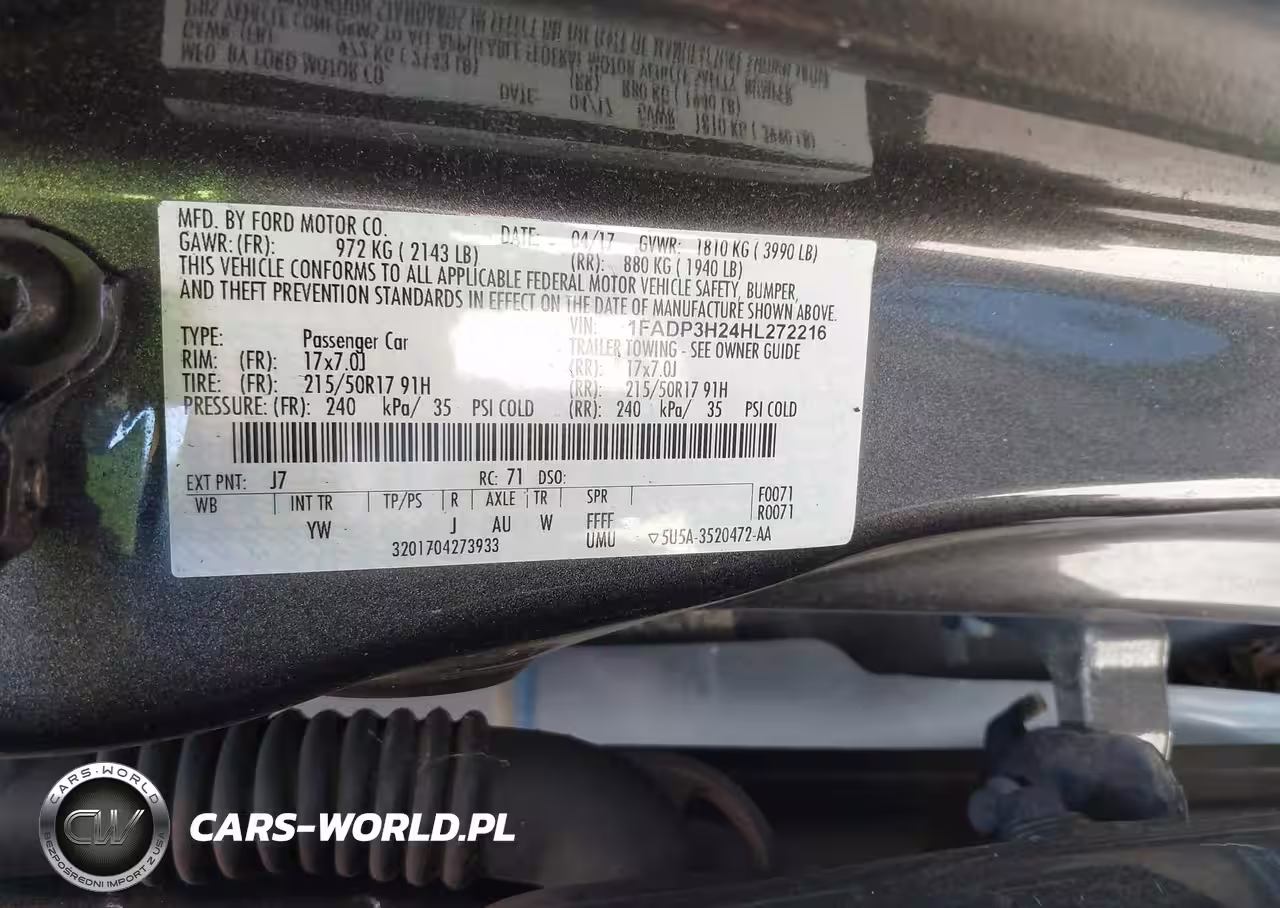 MFD. BY FORD MOTOR CO. DATE: 04/17 GVWR: 1810 KG ( 3990 LB)
GAWR: (FR): 972 KG ( 2143 LB) (RR): 880 KG ( 1940 LB)
THIS VEHICLE CONFORMS TO ALL APPLICABLE FEDERAL MOTOR VEHICLE SAFETY, BUMPER,
AND THEFT PREVENTION STANDARDS IN EFFECT ON THE DATE OF MANUFACTURE SHOWN ABOVE.
VIN: 1FADP3H24HL272216
TYPE: Passenger Car TRAILER TOWING - SEE OWNER GUIDE
RIM: (FR): 17x7.0J (RR): 17x7.0J
TIRE: (FR): 215/50R17 91H (RR): 215/50R17 91H
PRESSURE: (FR): 240 kPa/ 35 PSI COLD (RR): 240 kPa/ 35 PSI COLD
EXT PNT: J7 RC: 71 DSO:
WB INT TR TP/PS R AXLE TR SPR F0071
R0071
YW J AU W FFFF
3201704273933 UMU ▽5U5A-3520472-AA
CARS-WORLD
CW
BEZPOŚREDNI IMPORT Z USA
CARS-WORLD.PL